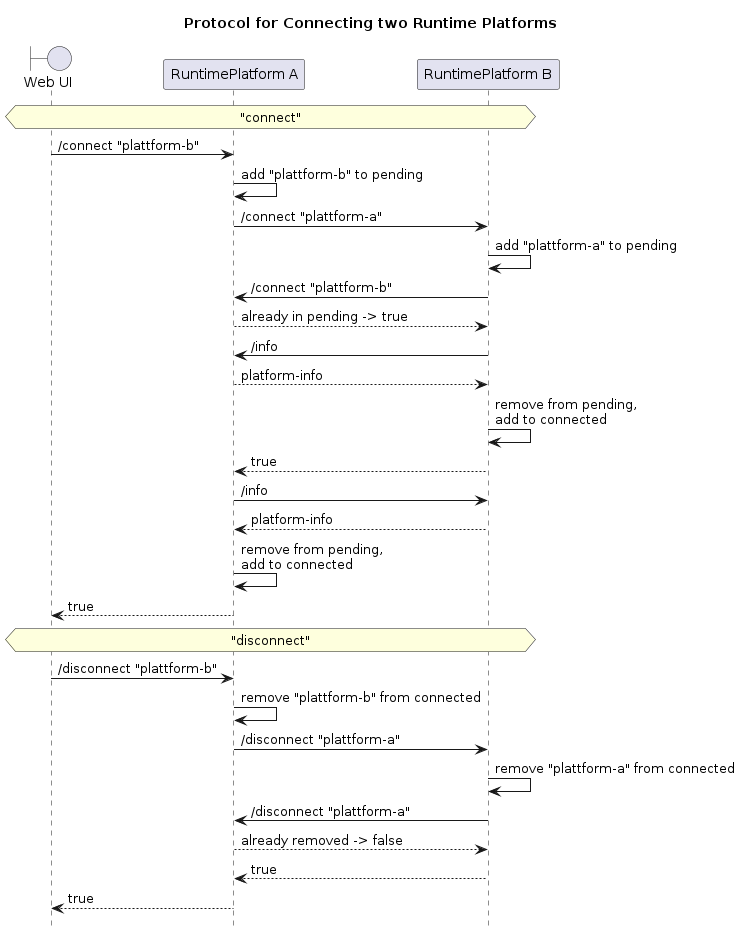 Protocol for Connecting two Runtime Platforms
Web UI
RuntimePlatform A
RuntimePlatform B
"connect"
/connect "plattform-b"
add "plattform-b" to pending
/connect "plattform-a"
add "plattform-a" to pending
/connect "plattform-b"
already in pending -> true
/info
platform-info
remove from pending,
add to connected
true
/info
platform-info
remove from pending,
add to connected
true
"disconnect"
/disconnect "plattform-b"
remove "plattform-b" from connected
/disconnect "plattform-a"
remove "plattform-a" from connected
/disconnect "plattform-a"
already removed -> false
true
true